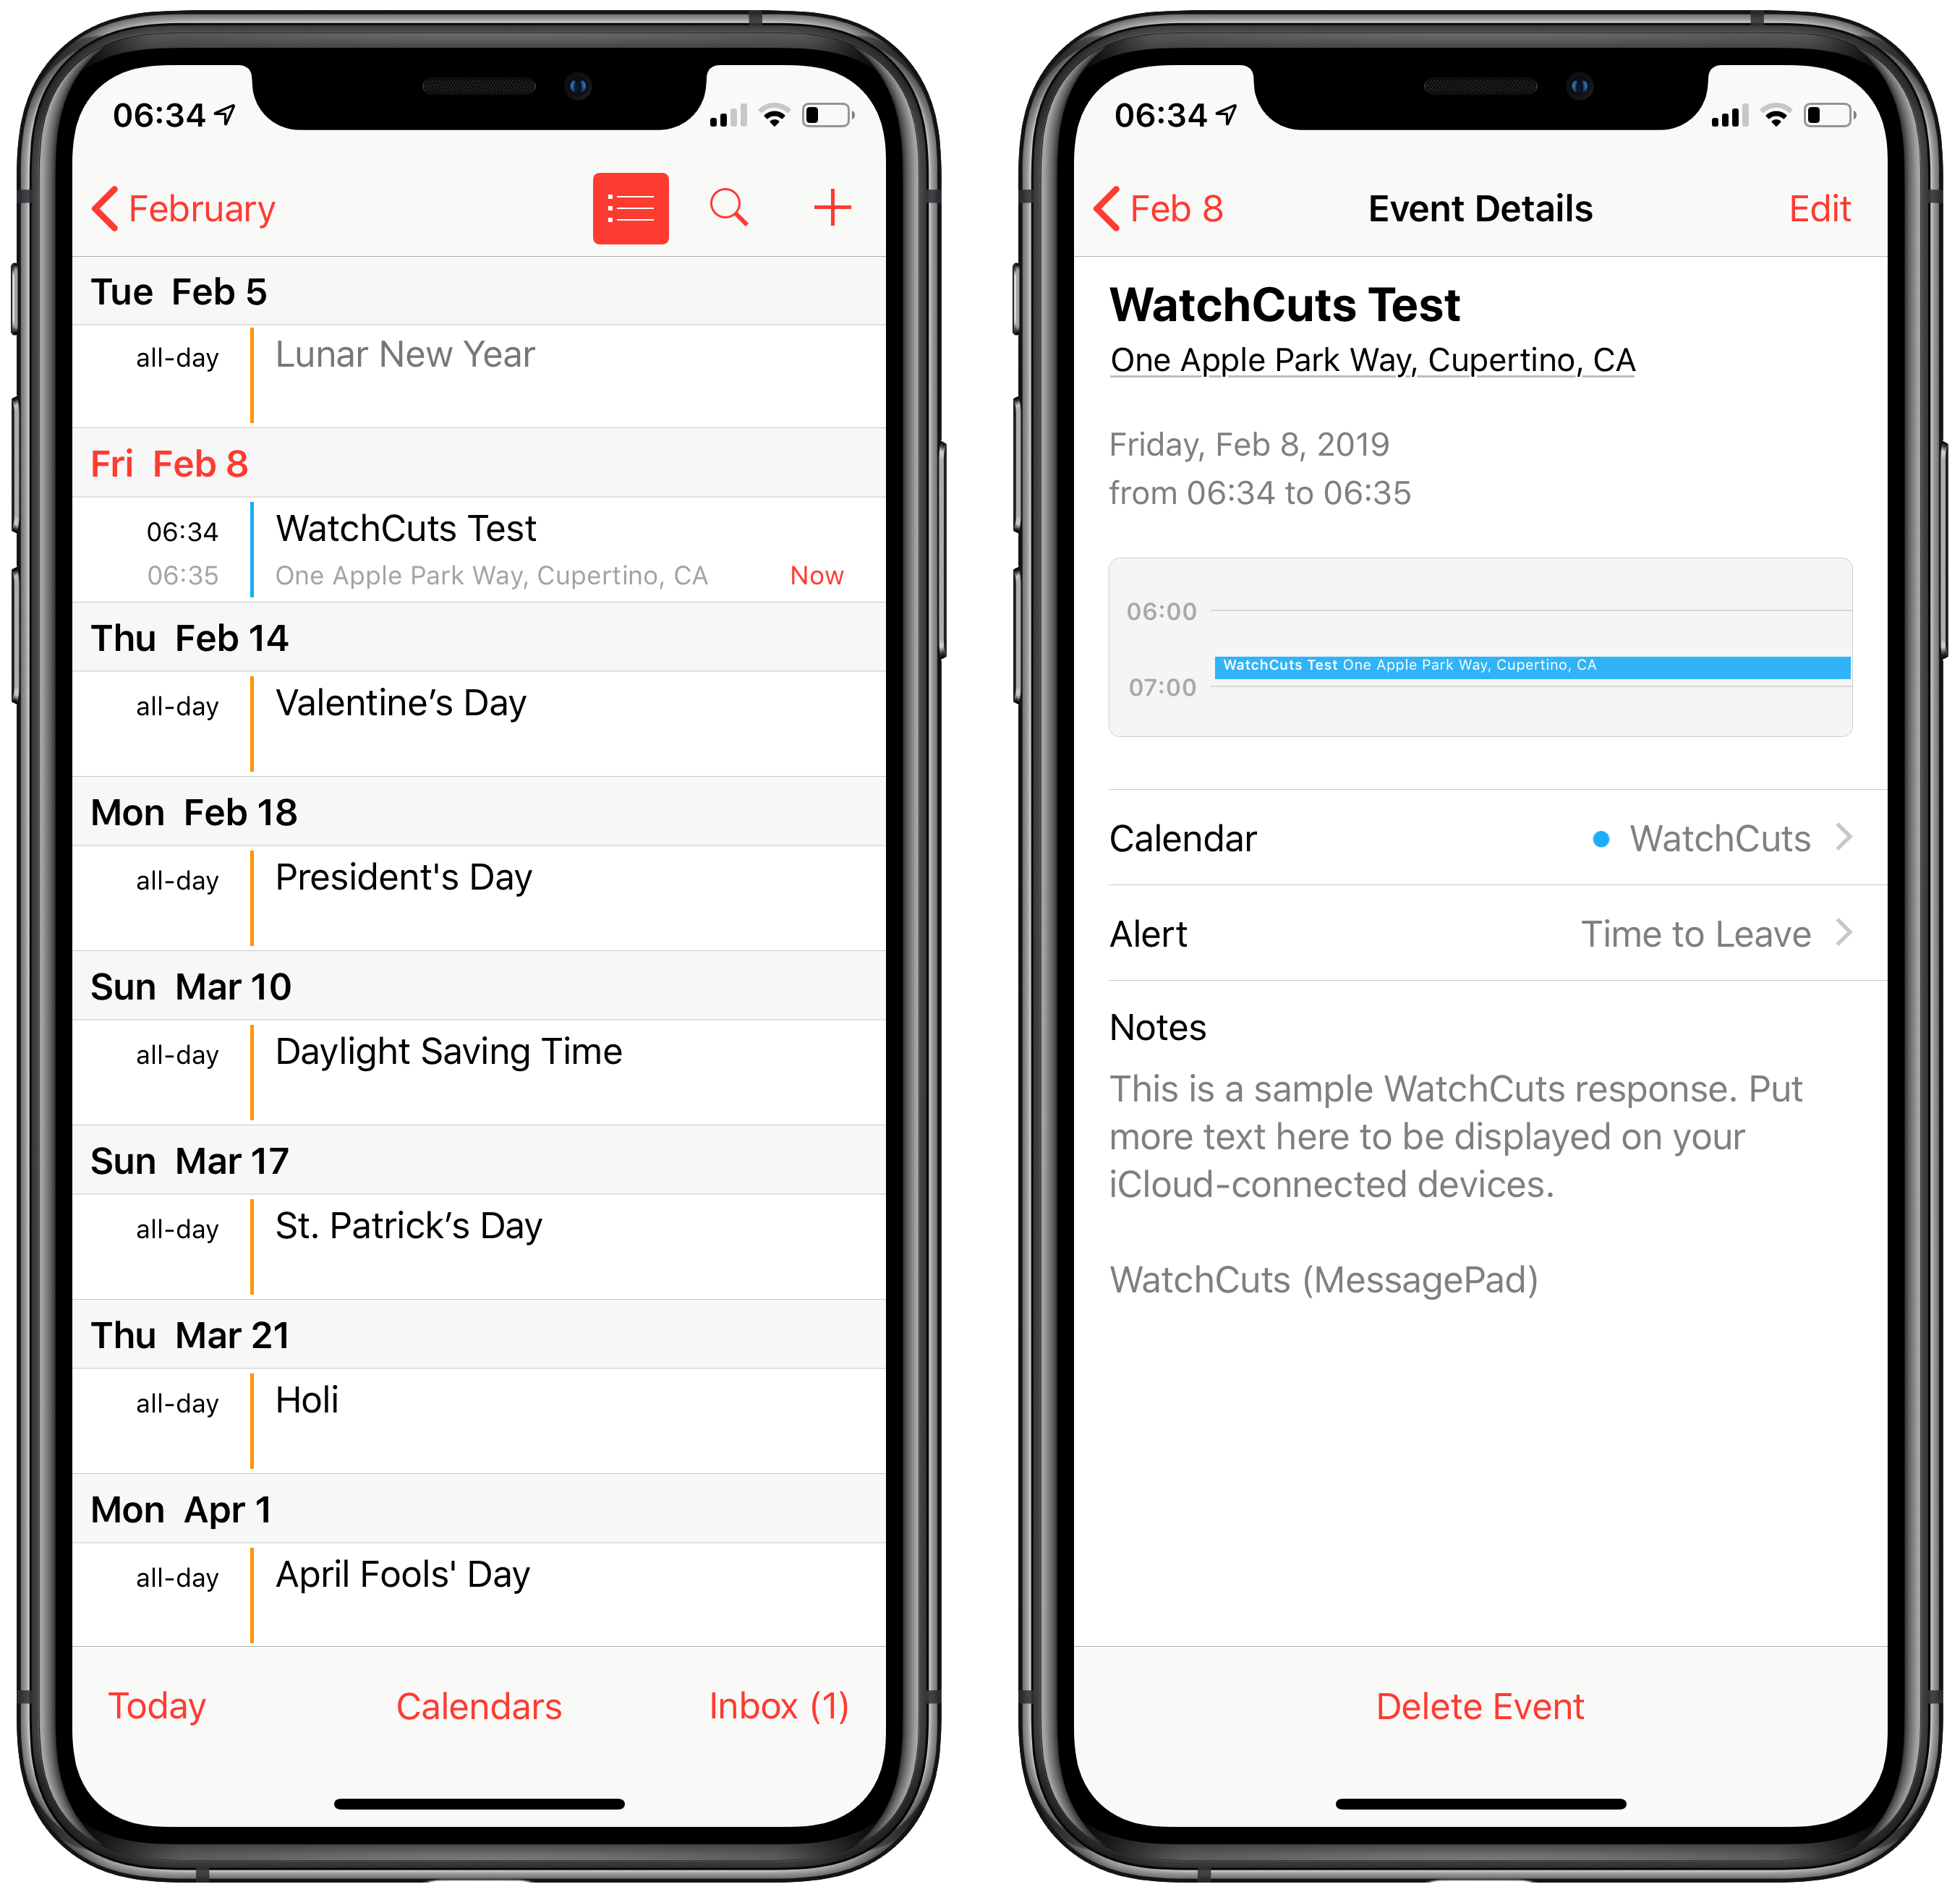 06:34
February
Tue Feb 5
all-day Lunar New Year
Fri Feb 8
06:34 WatchCuts Test
06:35 One Apple Park Way, Cupertino, CA Now
Thu Feb 14
all-day Valentine’s Day
Mon Feb 18
all-day President's Day
Sun Mar 10
all-day Daylight Saving Time
Sun Mar 17
all-day St. Patrick’s Day
Thu Mar 21
all-day Holi
Mon Apr 1
all-day April Fools' Day
Today Calendars Inbox (1)
06:34
Feb 8 Event Details Edit
WatchCuts Test
One Apple Park Way, Cupertino, CA
Friday, Feb 8, 2019
from 06:34 to 06:35
06:00
WatchCuts Test One Apple Park Way, Cupertino, CA
07:00
Calendar WatchCuts
Alert Time to Leave
Notes
This is a sample WatchCuts response. Put
more text here to be displayed on your
iCloud-connected devices.
WatchCuts (MessagePad)
Delete Event